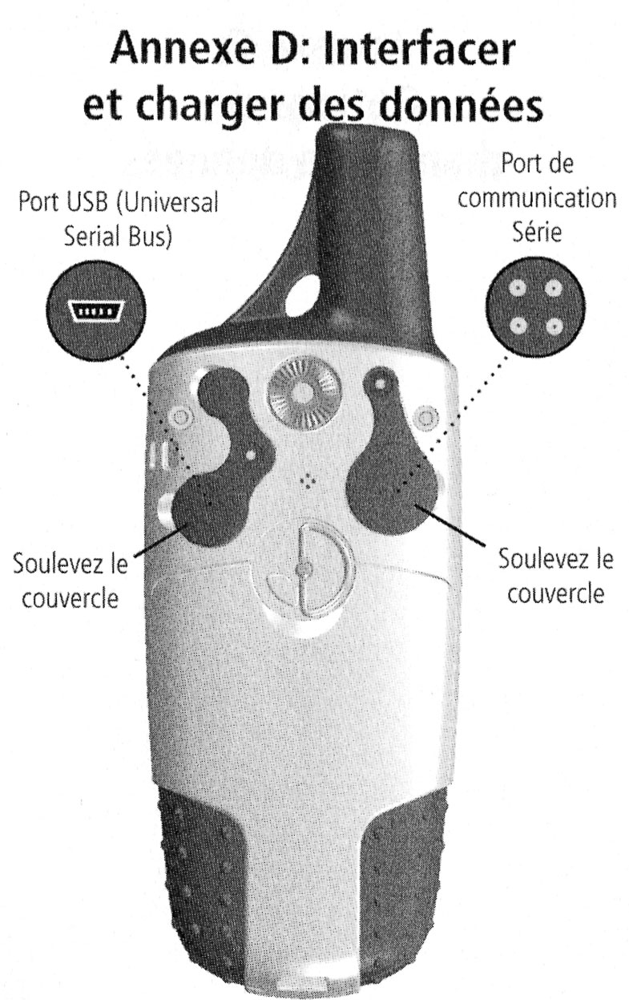 Annexe D: Interfacer
et charger des données
Port USB (Universal
Serial Bus)
Port de
communication
Série
Soulevez le
couvercle
Soulevez le
couvercle